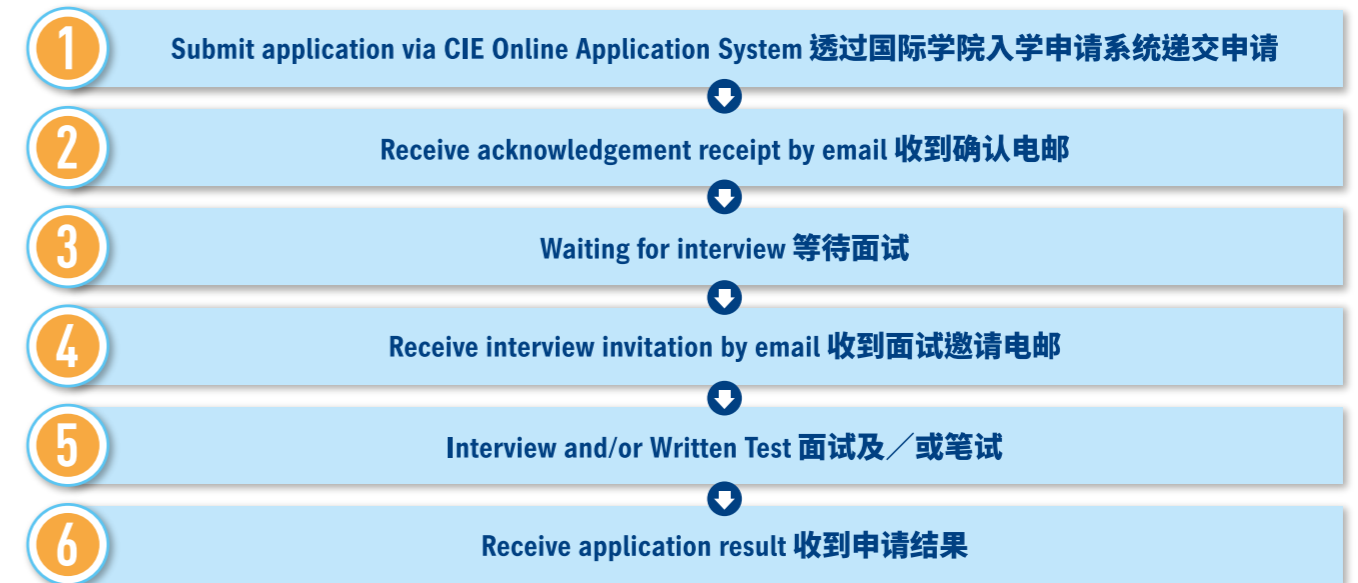 1
Submit application via CIE Online Application System 透过国际学院入学申请系统递交申请
2
Receive acknowledgement receipt by email 收到确认电邮
3
Waiting for interview 等待面试
4
Receive interview invitation by email 收到面试邀请电邮
5
Interview and/or Written Test 面试及／或笔试
6
Receive application result 收到申请结果